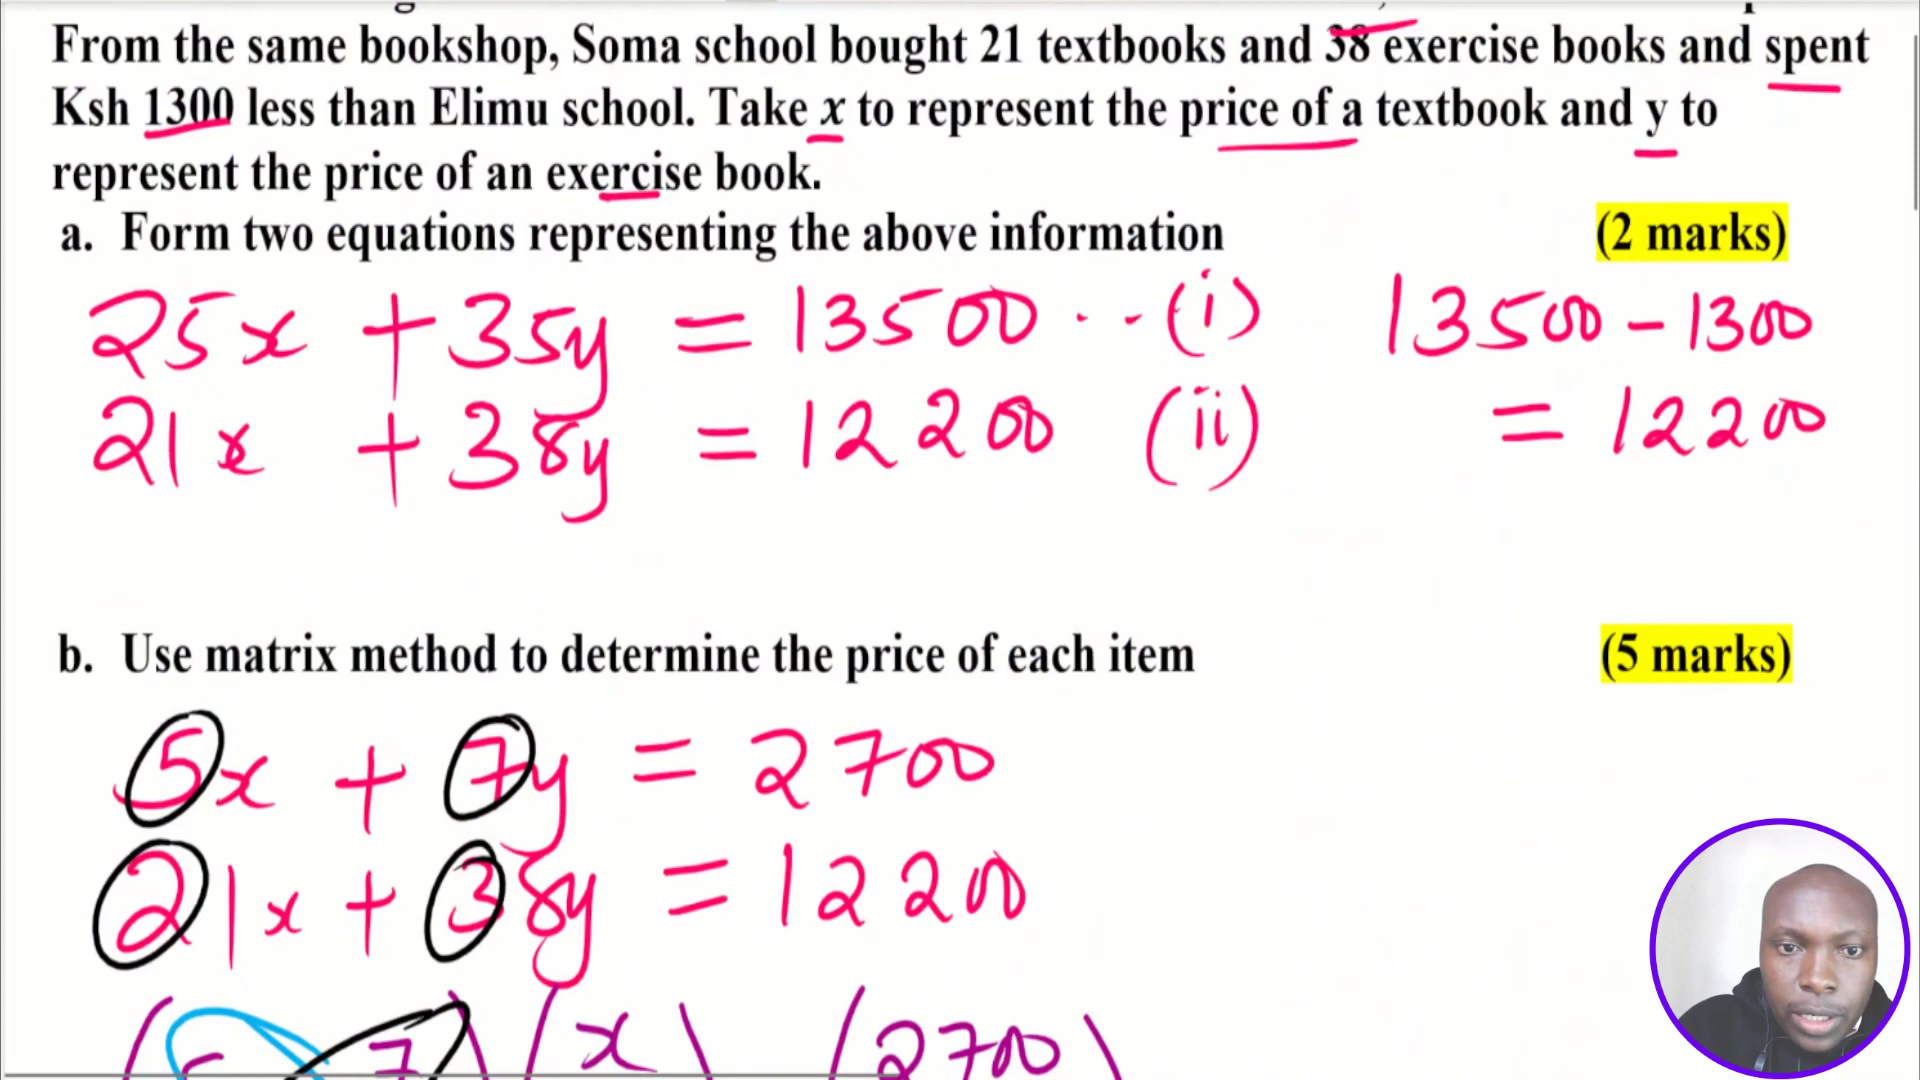 From the same bookshop, Soma school bought 21 textbooks and 38 exercise books and spent
Ksh 1300 less than Elimu school. Take x to represent the price of a textbook and y to
represent the price of an exercise book.
a. Form two equations representing the above information (2 marks)
25x + 35y = 13500 ... (i) 13500 - 1300
21x + 38y = 12200 (ii) = 12200
b. Use matrix method to determine the price of each item (5 marks)
5x + 7y = 2700
21x + 38y = 12200
7 x 2700